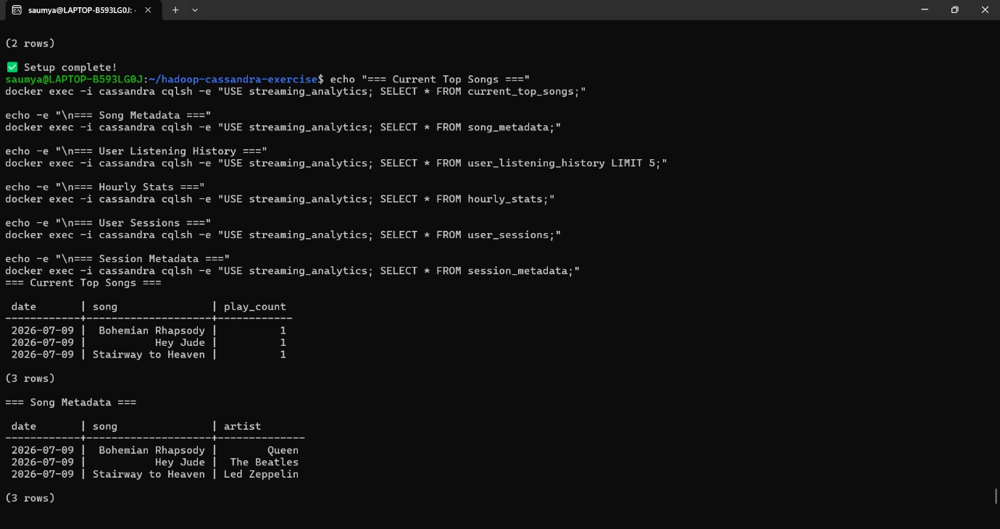 saumya@LAPTOP-B593LG0J: ·
(2 rows)
✅ Setup complete!
saumya@LAPTOP-B593LG0J:~/hadoop-cassandra-exercise$ echo "=== Current Top Songs ==="
docker exec -i cassandra cqlsh -e "USE streaming_analytics; SELECT * FROM current_top_songs;"
echo -e "\n=== Song Metadata ==="
docker exec -i cassandra cqlsh -e "USE streaming_analytics; SELECT * FROM song_metadata;"
echo -e "\n=== User Listening History ==="
docker exec -i cassandra cqlsh -e "USE streaming_analytics; SELECT * FROM user_listening_history LIMIT 5;"
echo -e "\n=== Hourly Stats ==="
docker exec -i cassandra cqlsh -e "USE streaming_analytics; SELECT * FROM hourly_stats;"
echo -e "\n=== User Sessions ==="
docker exec -i cassandra cqlsh -e "USE streaming_analytics; SELECT * FROM user_sessions;"
echo -e "\n=== Session Metadata ==="
docker exec -i cassandra cqlsh -e "USE streaming_analytics; SELECT * FROM session_metadata;"
=== Current Top Songs ===
 date       | song               | play_count
------------+--------------------+------------
 2026-07-09 |  Bohemian Rhapsody |          1
 2026-07-09 |           Hey Jude |          1
 2026-07-09 | Stairway to Heaven |          1
(3 rows)
=== Song Metadata ===
 date       | song               | artist
------------+--------------------+--------------
 2026-07-09 |  Bohemian Rhapsody |        Queen
 2026-07-09 |           Hey Jude |  The Beatles
 2026-07-09 | Stairway to Heaven | Led Zeppelin
(3 rows)